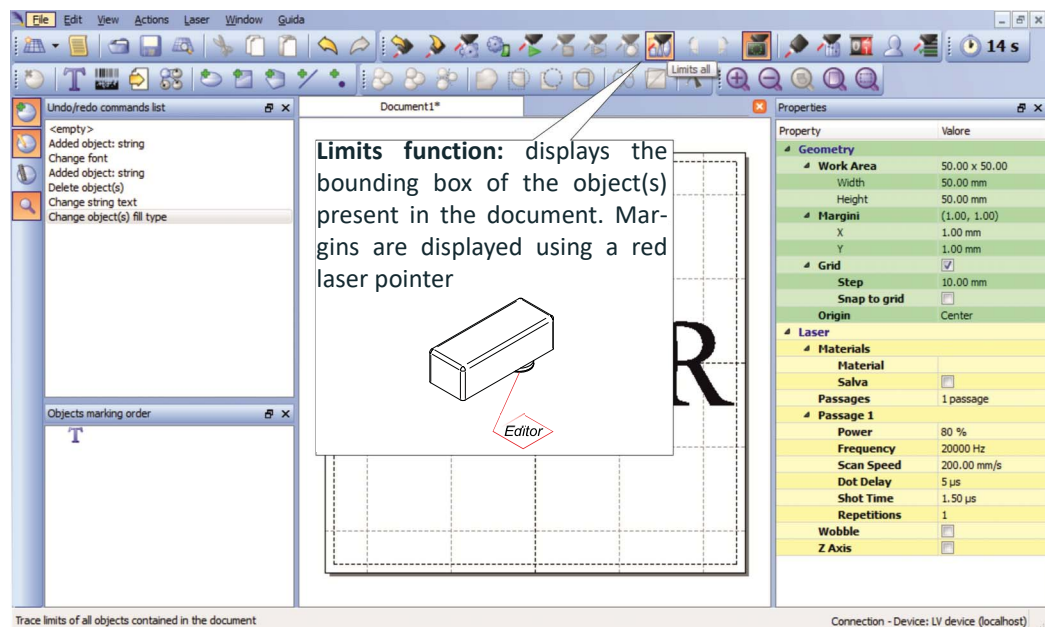 File Edit View Actions Laser Window Guida
14 s
Limits all
Undo/redo commands list
<empty>
Added object: string
Change font
Added object: string
Delete object(s)
Change string text
Change object(s) fill type
Objects marking order
T
Document1*
Limits function: displays the
bounding box of the object(s)
present in the document. Mar-
gins are displayed using a red
laser pointer
Editor
R
Properties
Property Valore
Geometry
Work Area 50.00 x 50.00
Width 50.00 mm
Height 50.00 mm
Margini (1.00, 1.00)
X 1.00 mm
Y 1.00 mm
Grid
Step 10.00 mm
Snap to grid
Origin Center
Laser
Materials
Material
Salva
Passages 1 passage
Passage 1
Power 80 %
Frequency 20000 Hz
Scan Speed 200.00 mm/s
Dot Delay 5 µs
Shot Time 1.50 µs
Repetitions 1
Wobble
Z Axis
Trace limits of all objects contained in the document
Connection - Device: LV device (localhost)